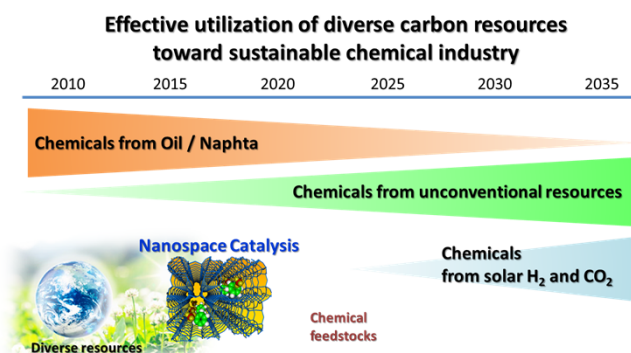 Effective utilization of diverse carbon resources
toward sustainable chemical industry
2010 2015 2020 2025 2030 2035
Chemicals from Oil / Naphta
Chemicals from unconventional resources
Nanospace Catalysis
Chemicals
from solar H₂ and CO₂
Chemical
feedstocks
Diverse resources